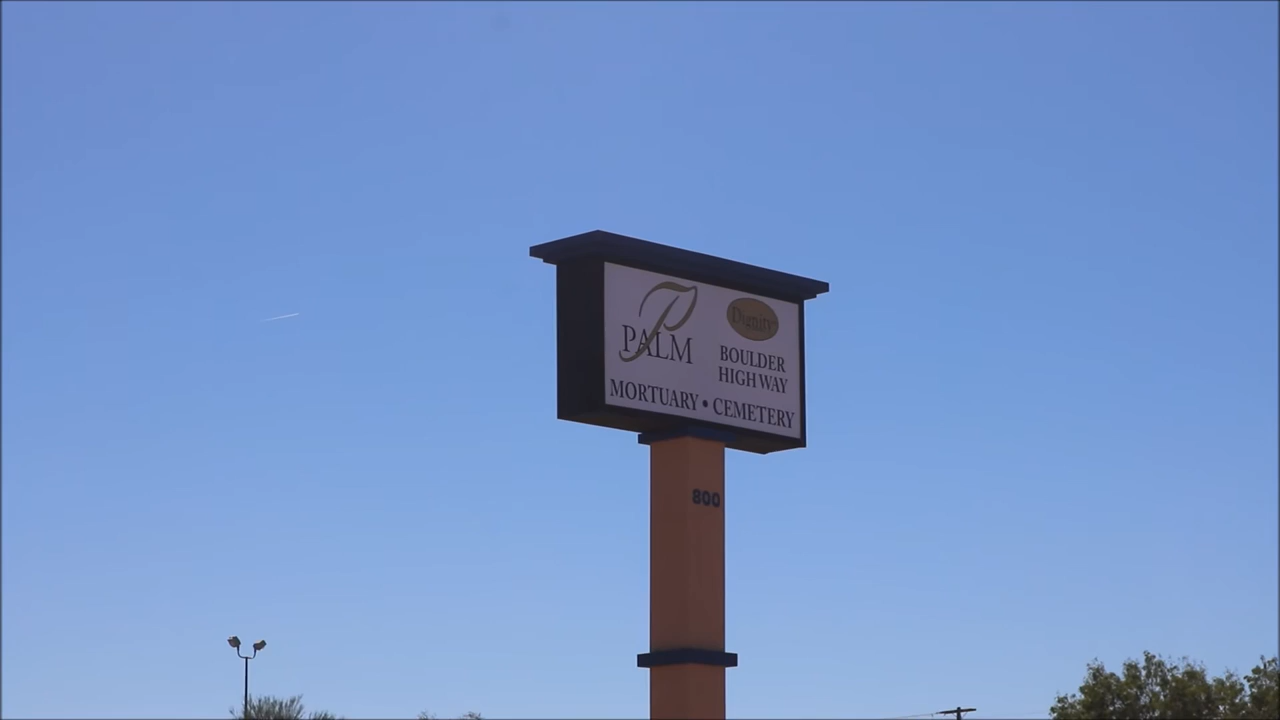 PALM
Dignity
BOULDER
HIGHWAY
MORTUARY • CEMETERY
800